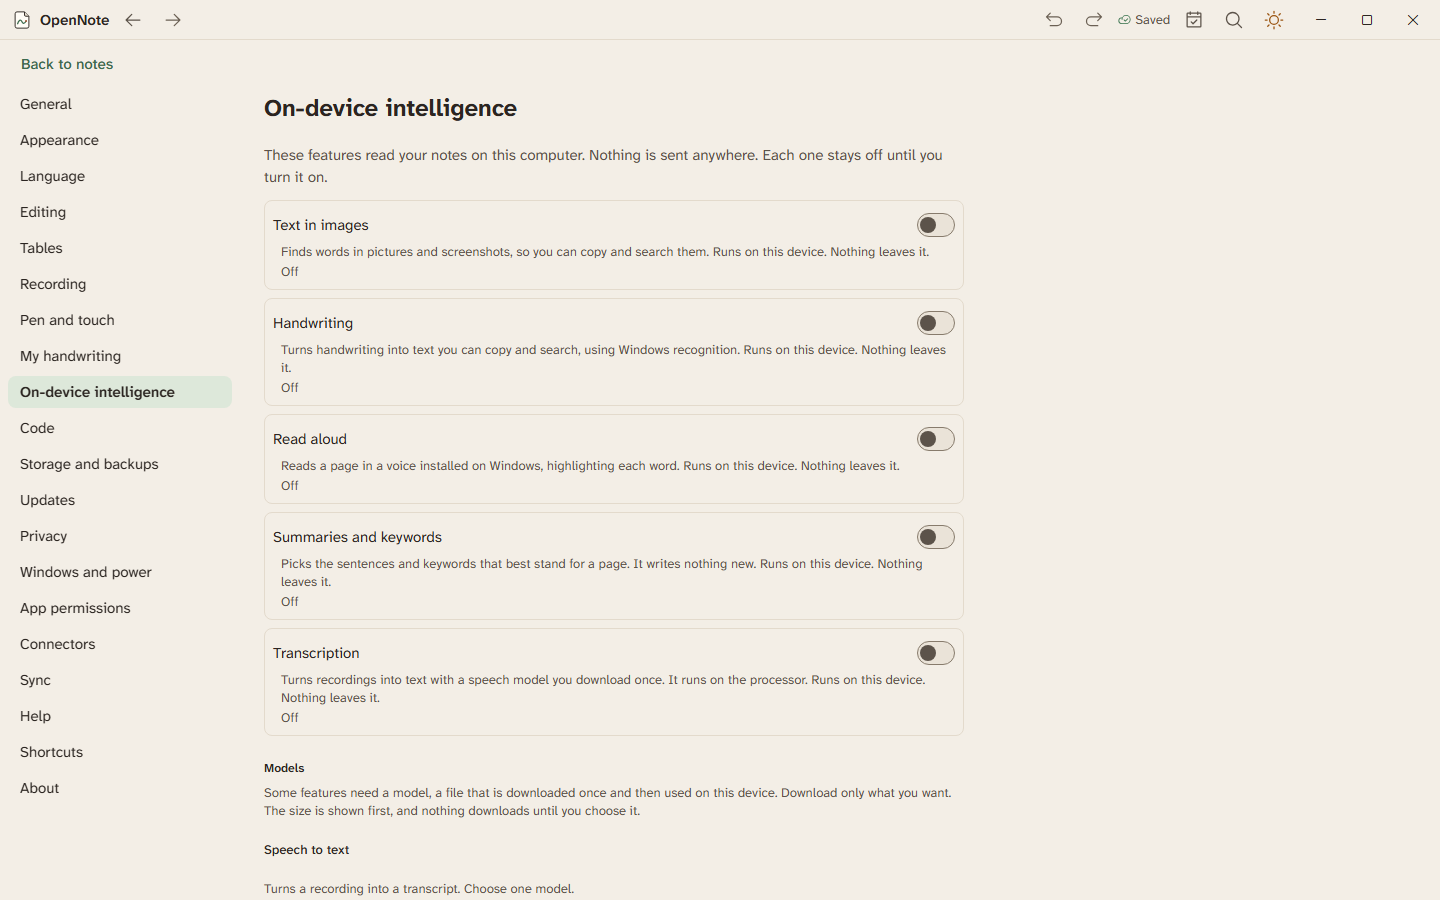 OpenNote
Saved
Back to notes
General
Appearance
Language
Editing
Tables
Recording
Pen and touch
My handwriting
On-device intelligence
Code
Storage and backups
Updates
Privacy
Windows and power
App permissions
Connectors
Sync
Help
Shortcuts
About
On-device intelligence
These features read your notes on this computer. Nothing is sent anywhere. Each one stays off until you
turn it on.
Text in images
Finds words in pictures and screenshots, so you can copy and search them. Runs on this device. Nothing leaves it.
Off
Handwriting
Turns handwriting into text you can copy and search, using Windows recognition. Runs on this device. Nothing leaves
it.
Off
Read aloud
Reads a page in a voice installed on Windows, highlighting each word. Runs on this device. Nothing leaves it.
Off
Summaries and keywords
Picks the sentences and keywords that best stand for a page. It writes nothing new. Runs on this device. Nothing
leaves it.
Off
Transcription
Turns recordings into text with a speech model you download once. It runs on the processor. Runs on this device.
Nothing leaves it.
Off
Models
Some features need a model, a file that is downloaded once and then used on this device. Download only what you want.
The size is shown first, and nothing downloads until you choose it.
Speech to text
Turns a recording into a transcript. Choose one model.